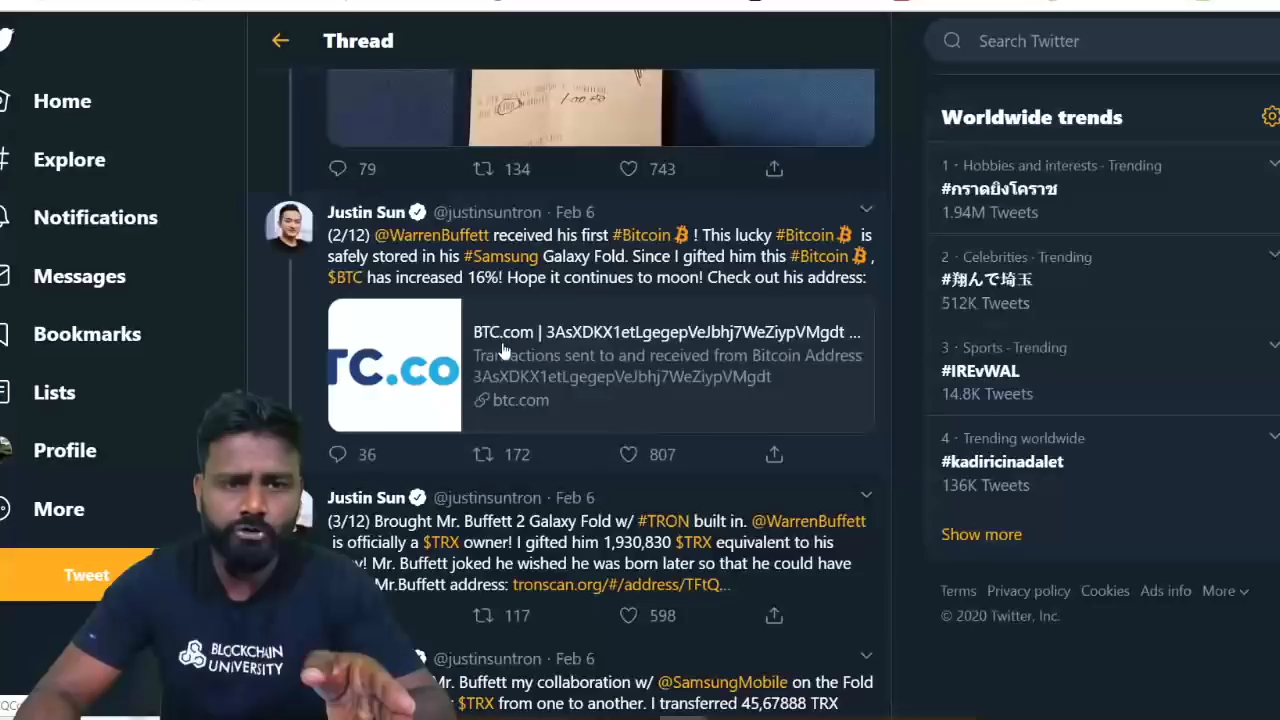 Thread
Search Twitter
Home
Explore
Notifications
Messages
Bookmarks
Lists
Profile
More
Tweet
79 134 743
Justin Sun @justinsuntron · Feb 6
(2/12) @WarrenBuffett received his first #Bitcoin ! This lucky #Bitcoin is
safely stored in his #Samsung Galaxy Fold. Since I gifted him this #Bitcoin ,
$BTC has increased 16%! Hope it continues to moon! Check out his address:
TC.co
BTC.com | 3AsXDKX1etLgegepVeJbhj7WeZiypVMgdt ...
Transactions sent to and received from Bitcoin Address
3AsXDKX1etLgegepVeJbhj7WeZiypVMgdt
btc.com
36 172 807
Justin Sun @justinsuntron · Feb 6
(3/12) Brought Mr. Buffett 2 Galaxy Fold w/ #TRON built in. @WarrenBuffett
is officially a $TRX owner! I gifted him 1,930,830 $TRX equivalent to his
y! Mr. Buffett joked he wished he was born later so that he could have
Mr.Buffett address: tronscan.org/#/address/TFtQ...
117 598
@justinsuntron · Feb 6
Mr. Buffett my collaboration w/ @SamsungMobile on the Fold
$TRX from one to another. I transferred 45,67888 TRX
BLOCKCHAIN
UNIVERSITY
Worldwide trends
1 · Hobbies and interests · Trending
#กราดยิงโคราช
1.94M Tweets
2 · Celebrities · Trending
#翔んで埼玉
512K Tweets
3 · Sports · Trending
#IREvWAL
14.8K Tweets
4 · Trending worldwide
#kadiricinadalet
136K Tweets
Show more
Terms Privacy policy Cookies Ads info More
© 2020 Twitter, Inc.